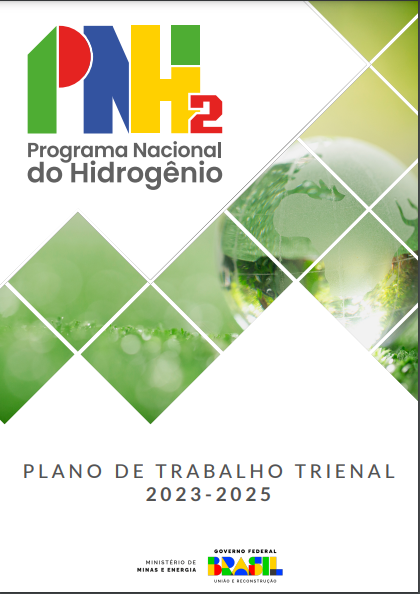 PNH2
Programa Nacional
do Hidrogênio
PLANO DE TRABALHO TRIENAL
2023-2025
MINISTÉRIO DE
MINAS E ENERGIA
GOVERNO FEDERAL
BRASIL
UNIÃO E RECONSTRUÇÃO